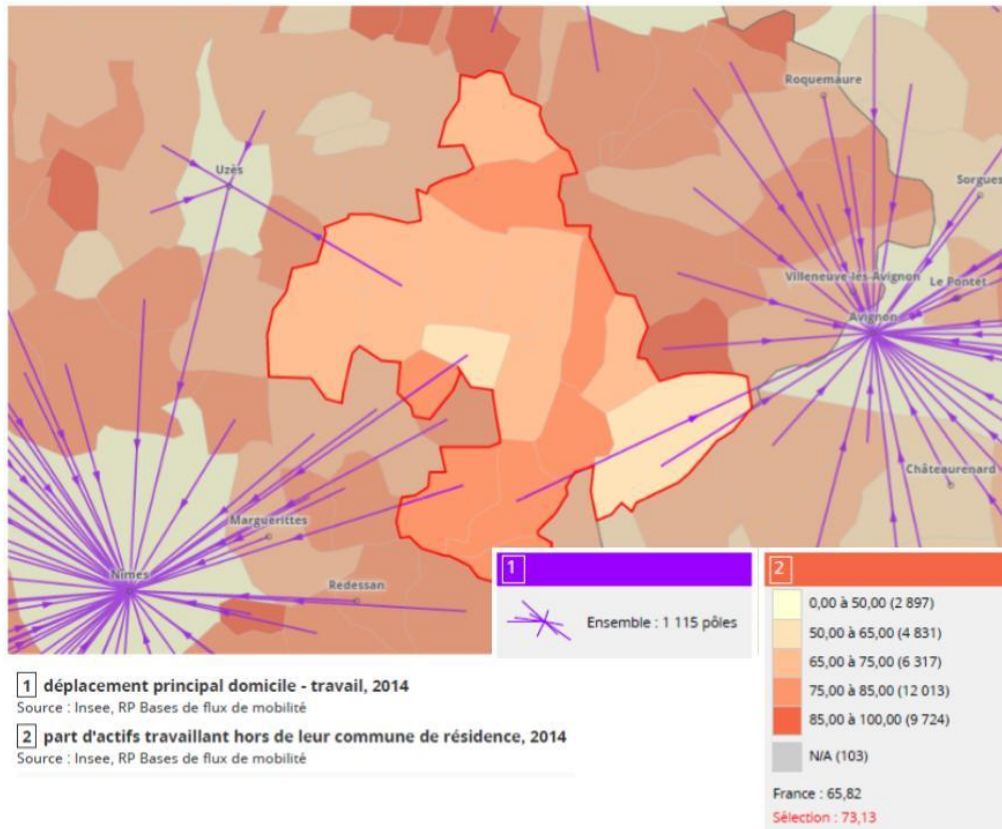 Roquemaure
Uzès
Sorgues
Villeneuve-les-Avignon
Le Pontet
Avignon
Châteaurenard
Marguerittes
Nîmes
Redessan
1
Ensemble : 1 115 pôles
2
0,00 à 50,00 (2 897)
50,00 à 65,00 (4 831)
65,00 à 75,00 (6 317)
75,00 à 85,00 (12 013)
85,00 à 100,00 (9 724)
N/A (103)
France : 65,82
Sélection : 73,13
1 déplacement principal domicile - travail, 2014
Source : Insee, RP Bases de flux de mobilité
2 part d'actifs travaillant hors de leur commune de résidence, 2014
Source : Insee, RP Bases de flux de mobilité